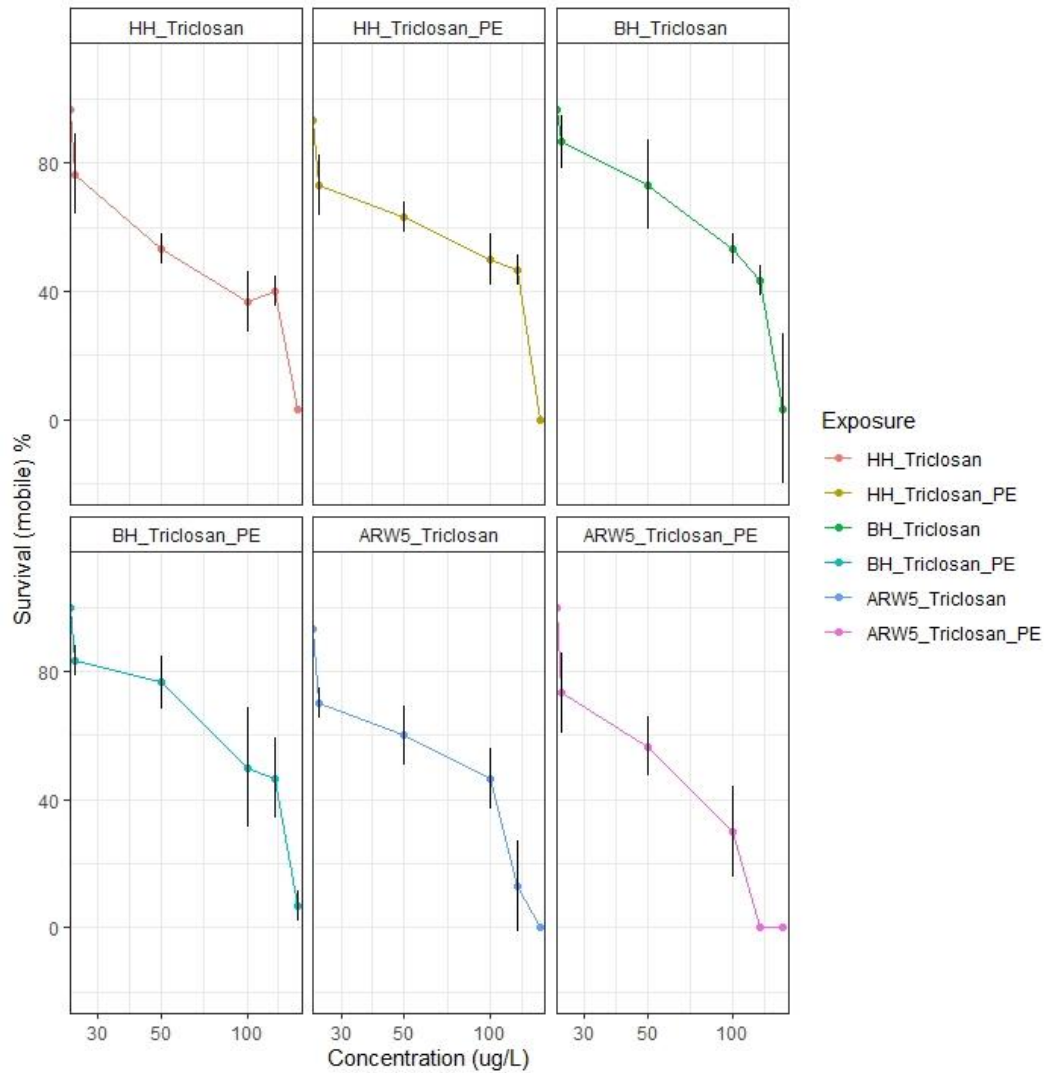 HH_Triclosan
HH_Triclosan_PE
BH_Triclosan
80
40
0
Survival (mobile) %
BH_Triclosan_PE
ARW5_Triclosan
ARW5_Triclosan_PE
80
40
0
30 50 100
30 50 100
30 50 100
Concentration (ug/L)
Exposure
HH_Triclosan
HH_Triclosan_PE
BH_Triclosan
BH_Triclosan_PE
ARW5_Triclosan
ARW5_Triclosan_PE